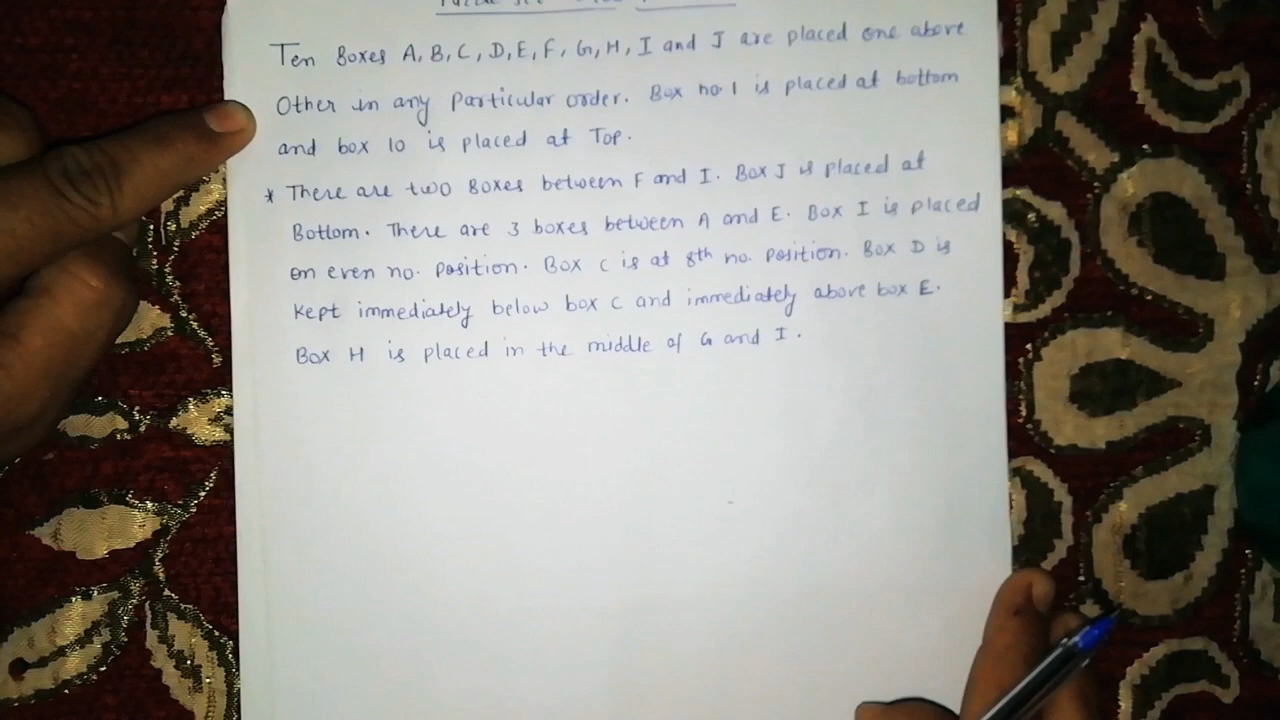 Ten Boxes A, B, C, D, E, F, G, H, I and J are placed one above
Other in any Particular order. Box no. 1 is placed at bottom
and box 10 is placed at Top.
* There are two Boxes between F and I. Box J is placed at
Bottom. There are 3 boxes between A and E. Box I is placed
on even no. position. Box C is at 8th no. position. Box D is
kept immediately below box C and immediately above box E.
Box H is placed in the middle of G and I.